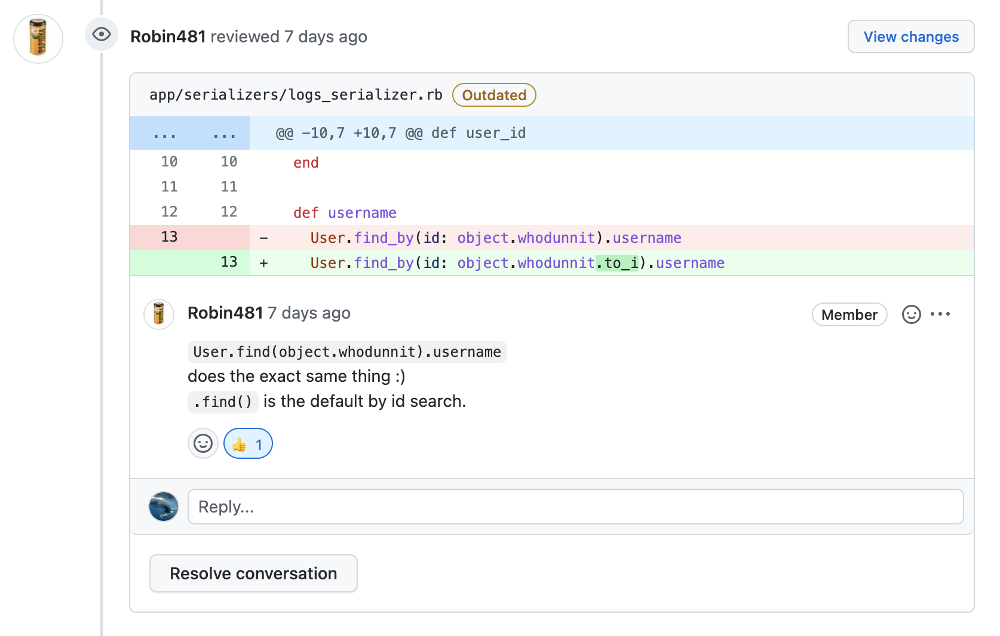 PAPRIKA
Robin481 reviewed 7 days ago
View changes
app/serializers/logs_serializer.rb Outdated
... ... @@ -10,7 +10,7 @@ def user_id
10 10 end
11 11
12 12 def username
13 - User.find_by(id: object.whodunnit).username
13 + User.find_by(id: object.whodunnit.to_i).username
Robin481 7 days ago Member
User.find(object.whodunnit).username
does the exact same thing :)
.find() is the default by id search.
👍 1
Reply...
Resolve conversation